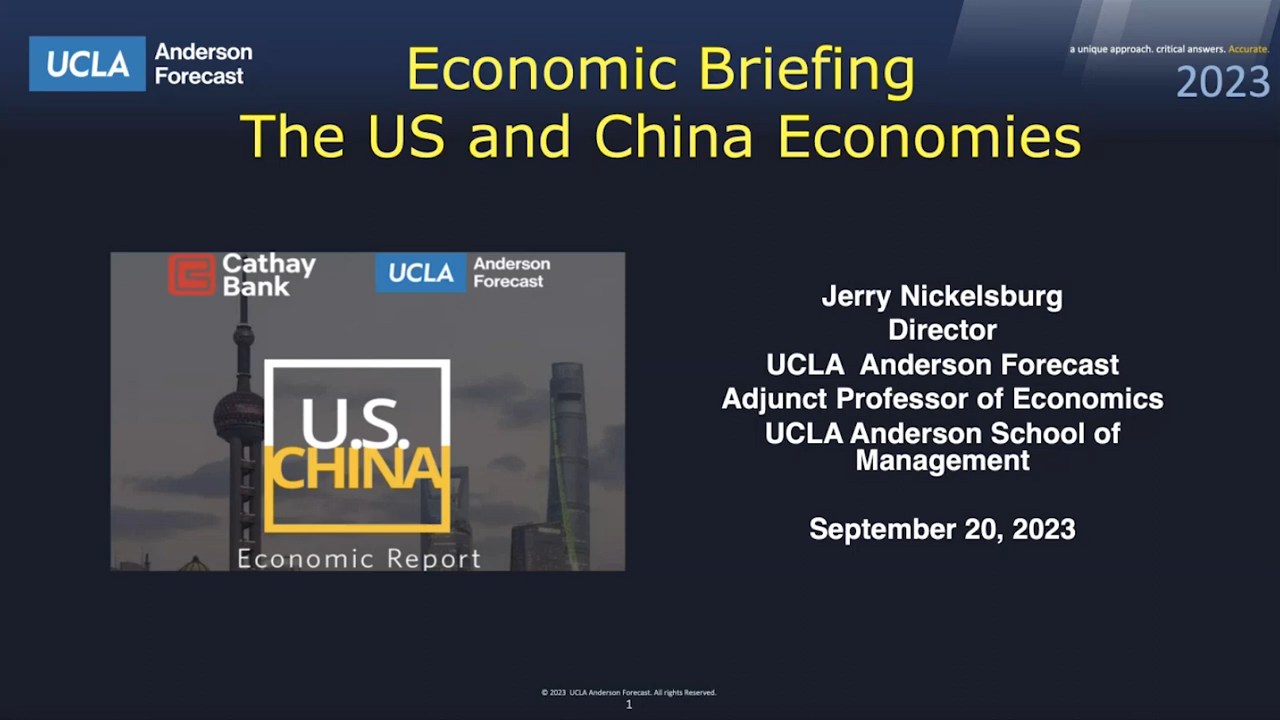 UCLA Anderson
Forecast
Economic Briefing
The US and China Economies
a unique approach. critical answers. Accurate.
2023
Cathay
Bank
UCLA Anderson
Forecast
U.S.
CHINA
Economic Report
Jerry Nickelsburg
Director
UCLA Anderson Forecast
Adjunct Professor of Economics
UCLA Anderson School of
Management
September 20, 2023
© 2023 UCLA Anderson Forecast. All rights Reserved.
1